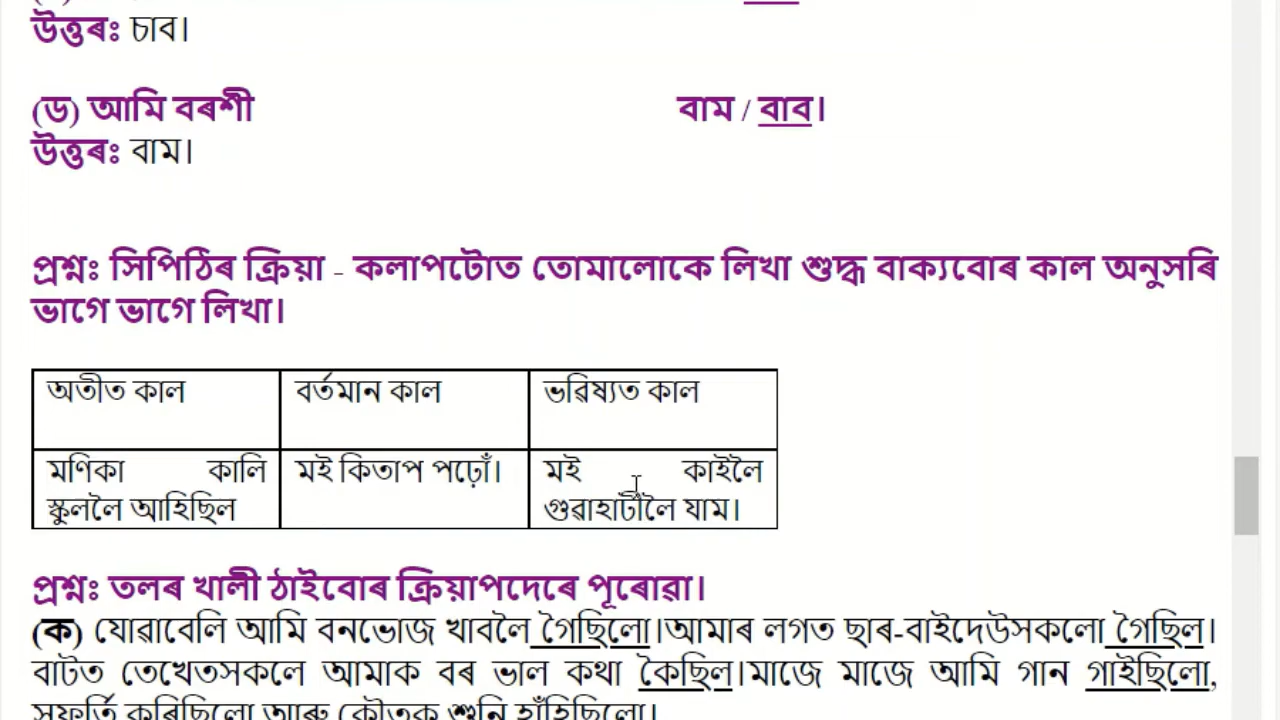 উত্তৰঃ চাব।
(ড) আমি বৰশী বাম / বাব।
উত্তৰঃ বাম।
প্ৰশ্নঃ সিপিঠিৰ ক্ৰিয়া - কলাপটোত তোমালোকে লিখা শুদ্ধ বাক্যবোৰ কাল অনুসৰি
ভাগে ভাগে লিখা।
অতীত কাল বৰ্তমান কাল ভৱিষ্যত কাল
মণিকা কালি মই কিতাপ পঢ়োঁ। মই কাইলৈ
স্কুললৈ আহিছিল গুৱাহাটীলৈ যাম।
প্ৰশ্নঃ তলৰ খালী ঠাইবোৰ ক্ৰিয়াপদেৰে পূৰোৱা।
(ক) যোৱাবেলি আমি বনভোজ খাবলৈ গৈছিলো।আমাৰ লগত ছাৰ-বাইদেউসকলো গৈছিল।
বাটত তেখেতসকলে আমাক বৰ ভাল কথা কৈছিল।মাজে মাজে আমি গান গাইছিলো,
স্ফূৰ্তি কৰিছিলো আৰু কৌতুক শুনি হাঁহিছিলো।